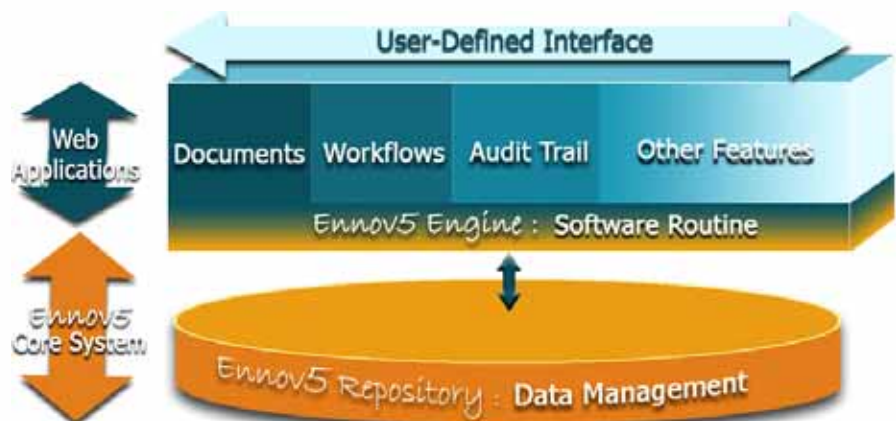 User-Defined Interface
Web
Applications
Documents
Workflows
Audit Trail
Other Features
Ennov5 Engine : Software Routine
Ennov5
Core System
Ennov5 Repository : Data Management